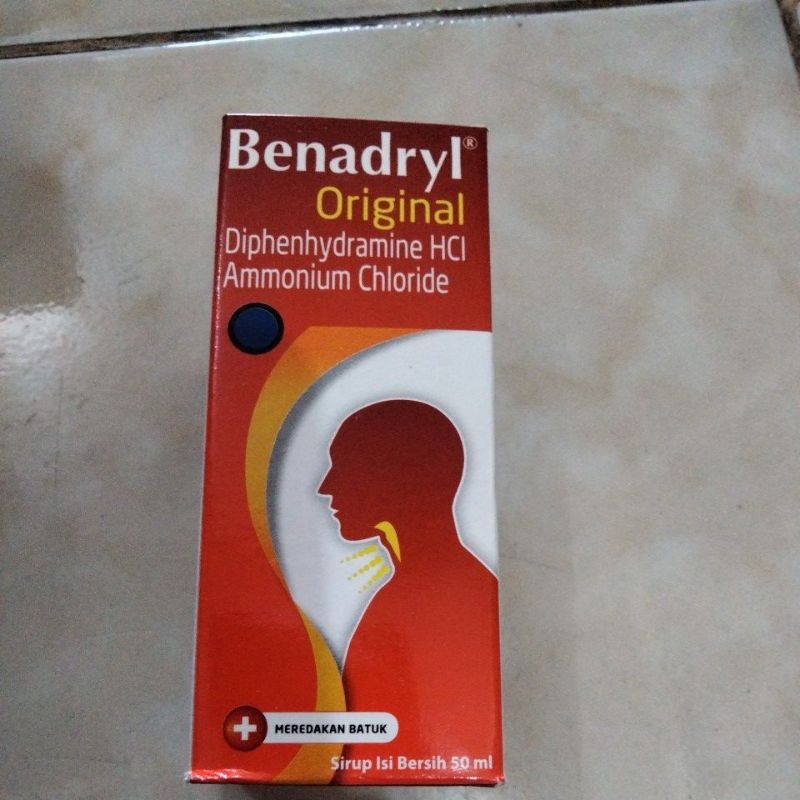 Benadryl®
Original
Diphenhydramine HCl
Ammonium Chloride
MEREDAKAN BATUK
Sirup Isi Bersih 50 ml